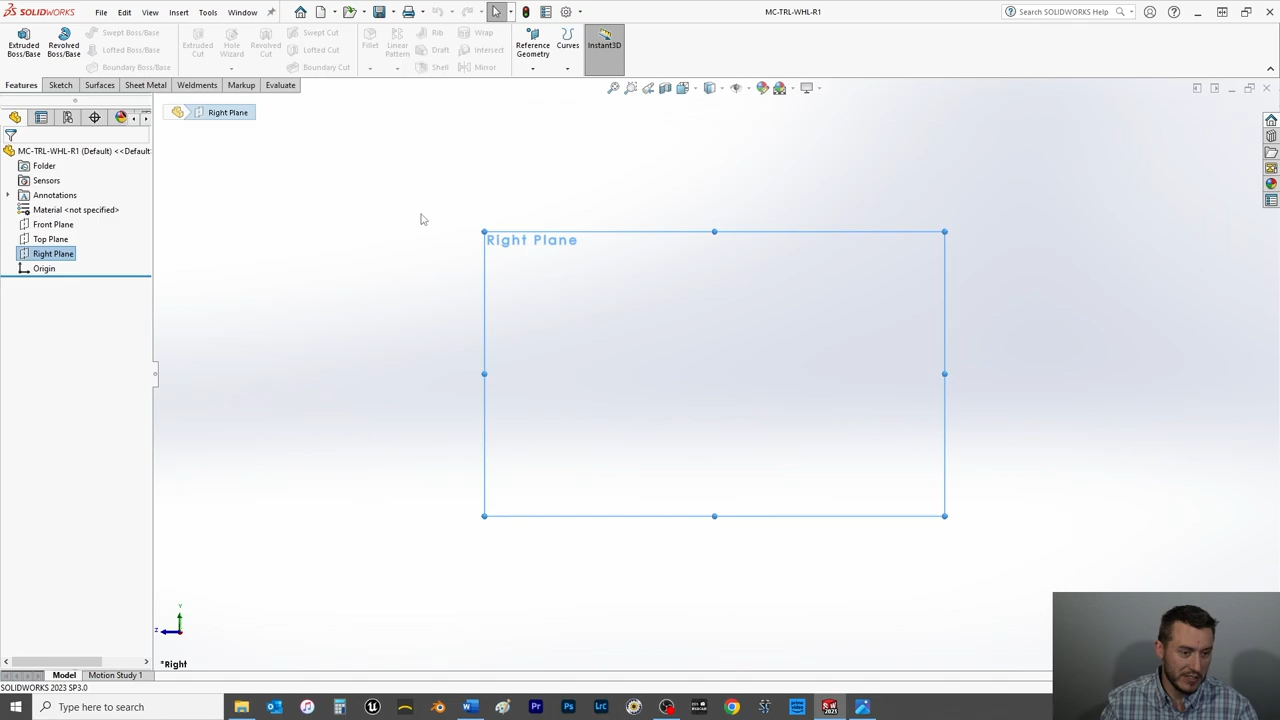 SOLIDWORKS File Edit View Insert Tools Window MC-TRL-WHL-R1 Search SOLIDWORKS Help
Extruded Boss/Base
Revolved Boss/Base
Swept Boss/Base
Lofted Boss/Base
Boundary Boss/Base
Extruded Cut
Hole Wizard
Revolved Cut
Swept Cut
Lofted Cut
Boundary Cut
Fillet
Linear Pattern
Rib
Draft
Shell
Wrap
Intersect
Mirror
Reference Geometry
Curves
Instant3D
Features Sketch Surfaces Sheet Metal Weldments Markup Evaluate
Right Plane
MC-TRL-WHL-R1 (Default) <<Default
Folder
Sensors
Annotations
Material <not specified>
Front Plane
Top Plane
Right Plane
Origin
Right Plane
Y
Z
*Right
Model Motion Study 1
SOLIDWORKS 2023 SP3.0
Type here to search